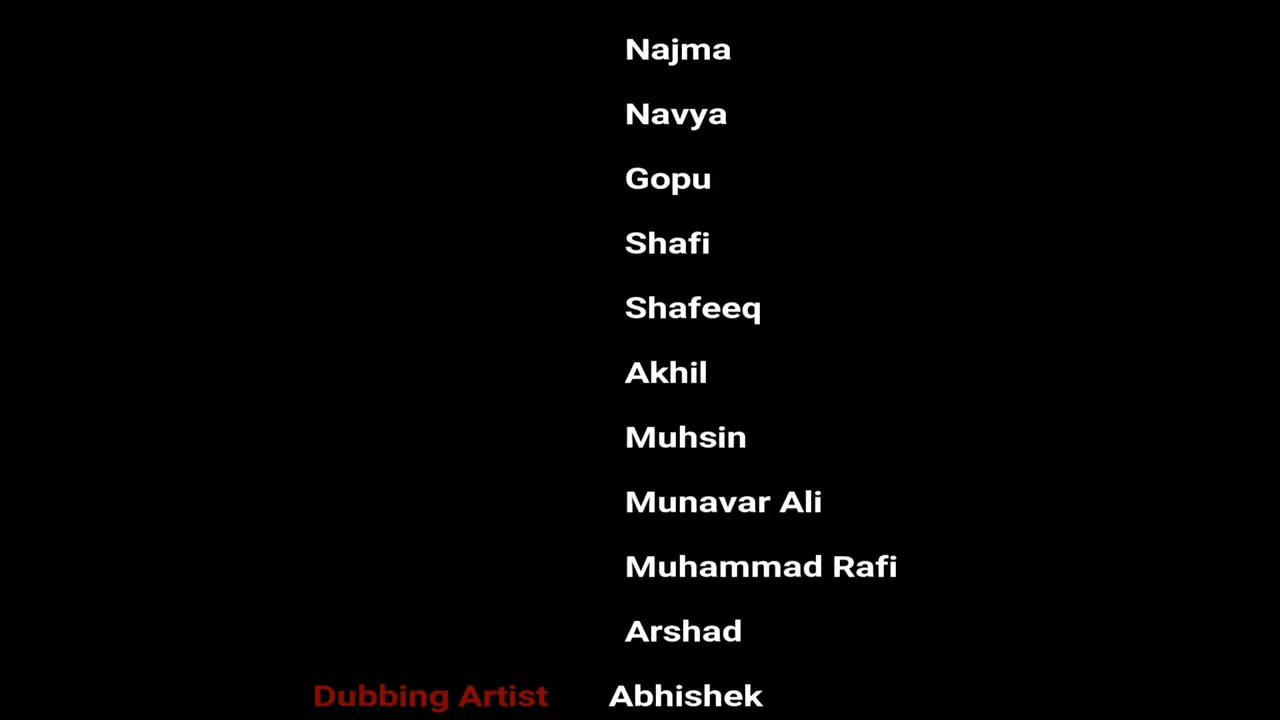 Najma
Navya
Gopu
Shafi
Shafeeq
Akhil
Muhsin
Munavar Ali
Muhammad Rafi
Arshad
Dubbing Artist Abhishek